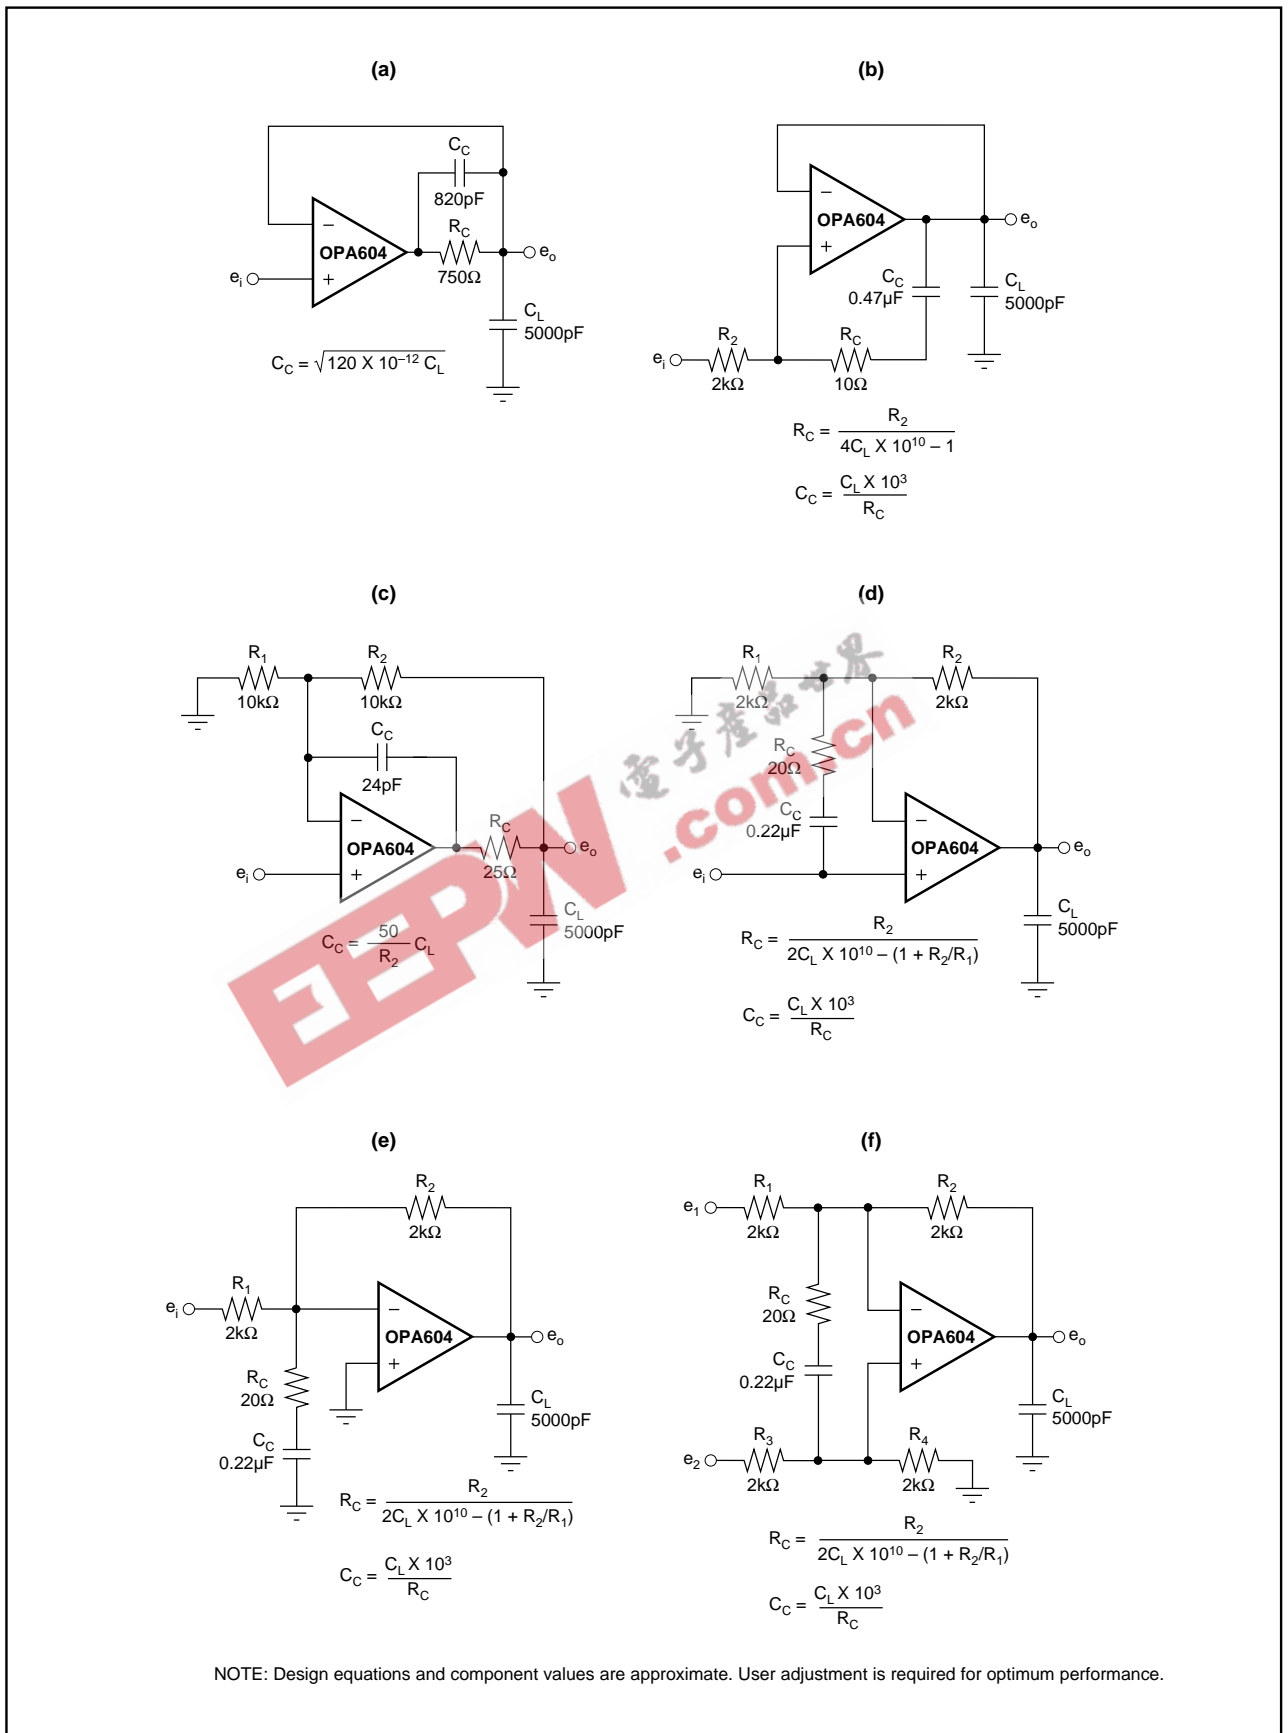 (a)
C_C
820pF
R_C
750Ω
OPA604
−
+
e_i
e_o
C_L
5000pF
C_C = √120 X 10^–12 C_L
(b)
−
OPA604
+
e_o
C_C
0.47µF
C_L
5000pF
e_i
R_2
2kΩ
R_C
10Ω
R_C = R_2 / 4C_L X 10^10 – 1
C_C = C_L X 10^3 / R_C
(c)
R_1
10kΩ
R_2
10kΩ
C_C
24pF
−
OPA604
+
R_C
25Ω
e_i
e_o
C_L
5000pF
C_C = 50 / R_2 C_L
(d)
R_1
2kΩ
R_2
2kΩ
R_C
20Ω
C_C
0.22µF
−
OPA604
+
e_i
e_o
C_L
5000pF
R_C = R_2 / 2C_L X 10^10 – (1 + R_2/R_1)
C_C = C_L X 10^3 / R_C
EEPW
電子產品世界
.com.cn
(e)
R_2
2kΩ
e_i
R_1
2kΩ
−
OPA604
+
e_o
R_C
20Ω
C_C
0.22µF
C_L
5000pF
R_C = R_2 / 2C_L X 10^10 – (1 + R_2/R_1)
C_C = C_L X 10^3 / R_C
(f)
e_1
R_1
2kΩ
R_2
2kΩ
R_C
20Ω
C_C
0.22µF
−
OPA604
+
e_o
C_L
5000pF
e_2
R_3
2kΩ
R_4
2kΩ
R_C = R_2 / 2C_L X 10^10 – (1 + R_2/R_1)
C_C = C_L X 10^3 / R_C
NOTE: Design equations and component values are approximate. User adjustment is required for optimum performance.